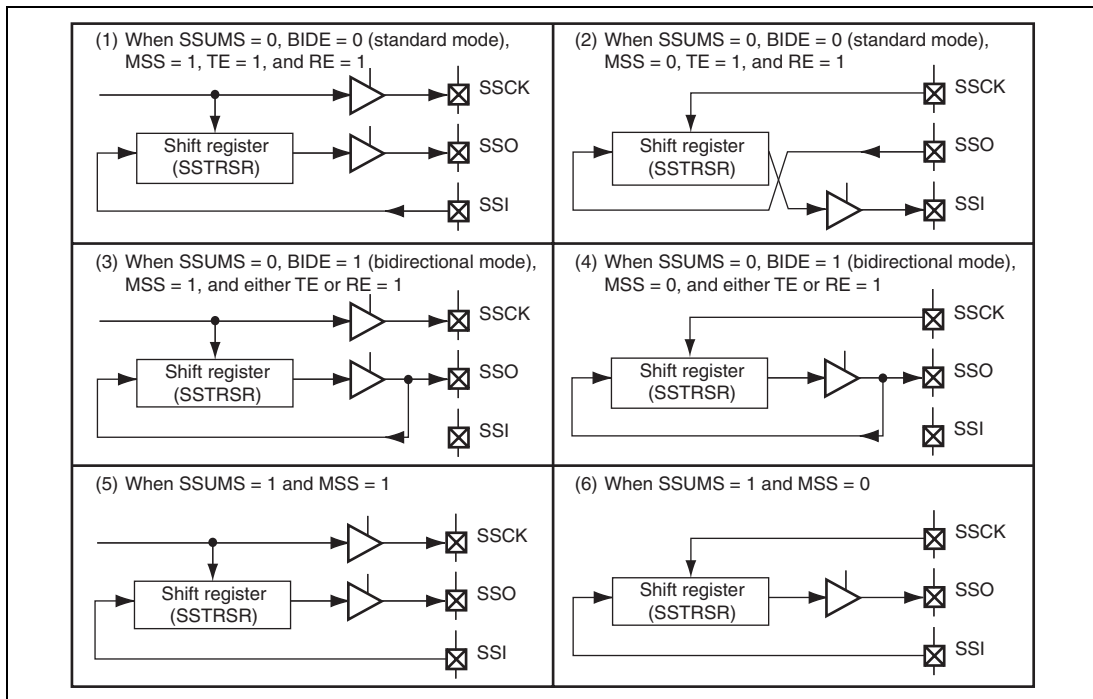 (1) When SSUMS = 0, BIDE = 0 (standard mode),
MSS = 1, TE = 1, and RE = 1
SSCK
Shift register
(SSTRSR)
SSO
SSI
(2) When SSUMS = 0, BIDE = 0 (standard mode),
MSS = 0, TE = 1, and RE = 1
SSCK
Shift register
(SSTRSR)
SSO
SSI
(3) When SSUMS = 0, BIDE = 1 (bidirectional mode),
MSS = 1, and either TE or RE = 1
SSCK
Shift register
(SSTRSR)
SSO
SSI
(4) When SSUMS = 0, BIDE = 1 (bidirectional mode),
MSS = 0, and either TE or RE = 1
SSCK
Shift register
(SSTRSR)
SSO
SSI
(5) When SSUMS = 1 and MSS = 1
SSCK
Shift register
(SSTRSR)
SSO
SSI
(6) When SSUMS = 1 and MSS = 0
SSCK
Shift register
(SSTRSR)
SSO
SSI